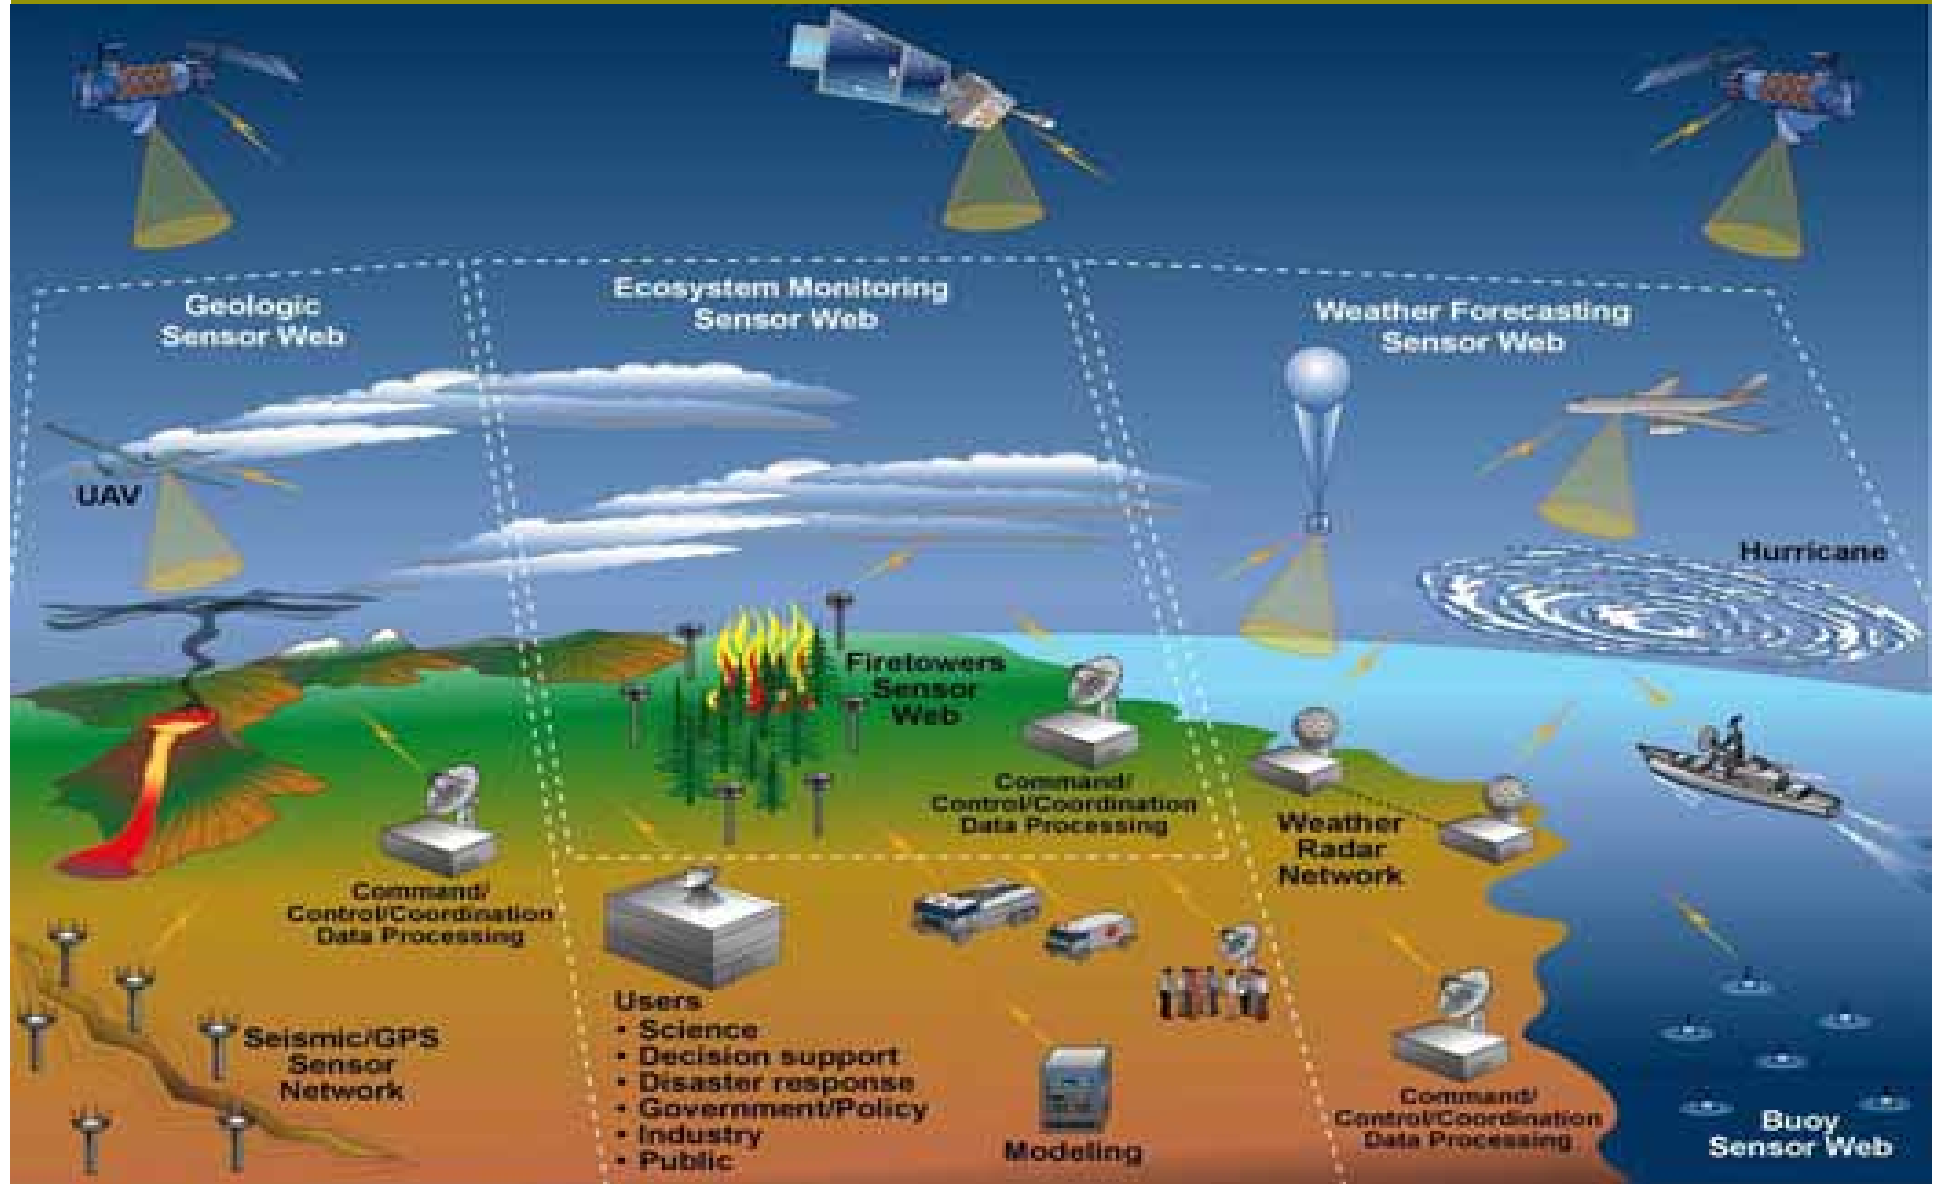 Geologic
Sensor Web
Ecosystem Monitoring
Sensor Web
Weather Forecasting
Sensor Web
UAV
Hurricane
Firetowers
Sensor
Web
Command/
Control/Coordination
Data Processing
Weather
Radar
Network
Command/
Control/Coordination
Data Processing
Seismic/GPS
Sensor
Network
Users
• Science
• Decision support
• Disaster response
• Government/Policy
• Industry
• Public
Modeling
Command/
Control/Coordination
Data Processing
Buoy
Sensor Web